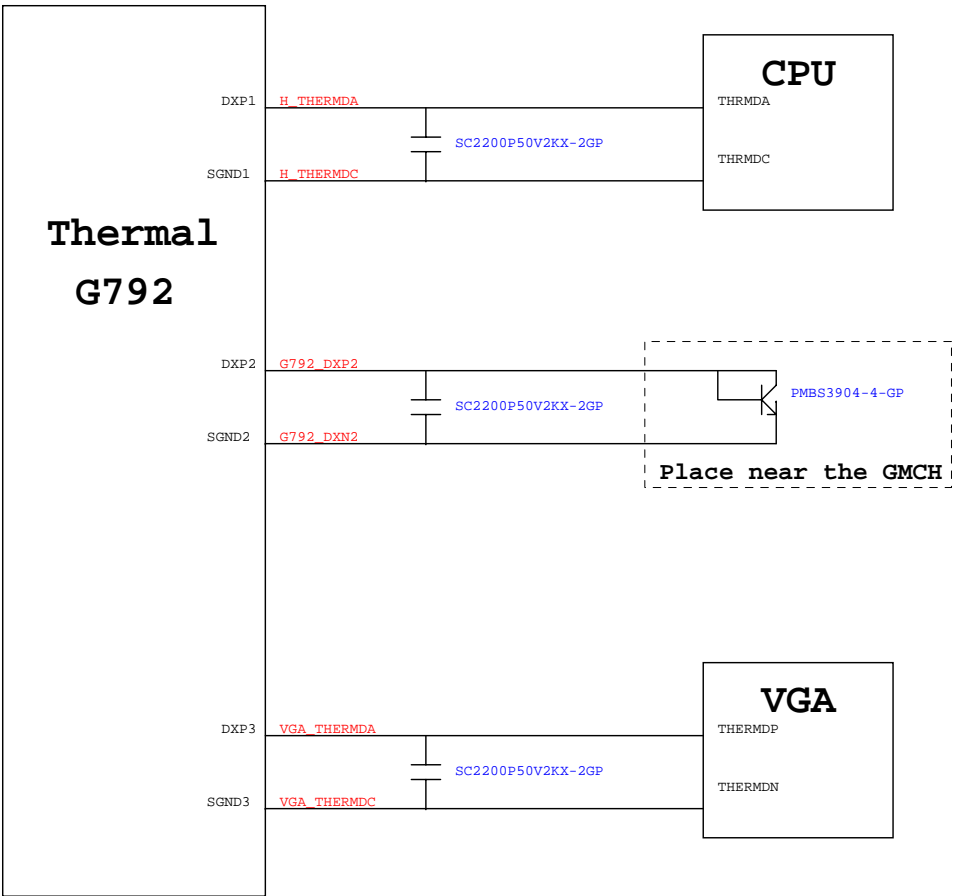 CPU
DXP1 H_THERMDA THRMDA
SC2200P50V2KX-2GP
THRMDC
SGND1 H_THERMDC
Thermal
G792
DXP2 G792_DXP2
PMBS3904-4-GP
SC2200P50V2KX-2GP
SGND2 G792_DXN2
Place near the GMCH
VGA
DXP3 VGA_THERMDA THERMDP
SC2200P50V2KX-2GP
THERMDN
SGND3 VGA_THERMDC